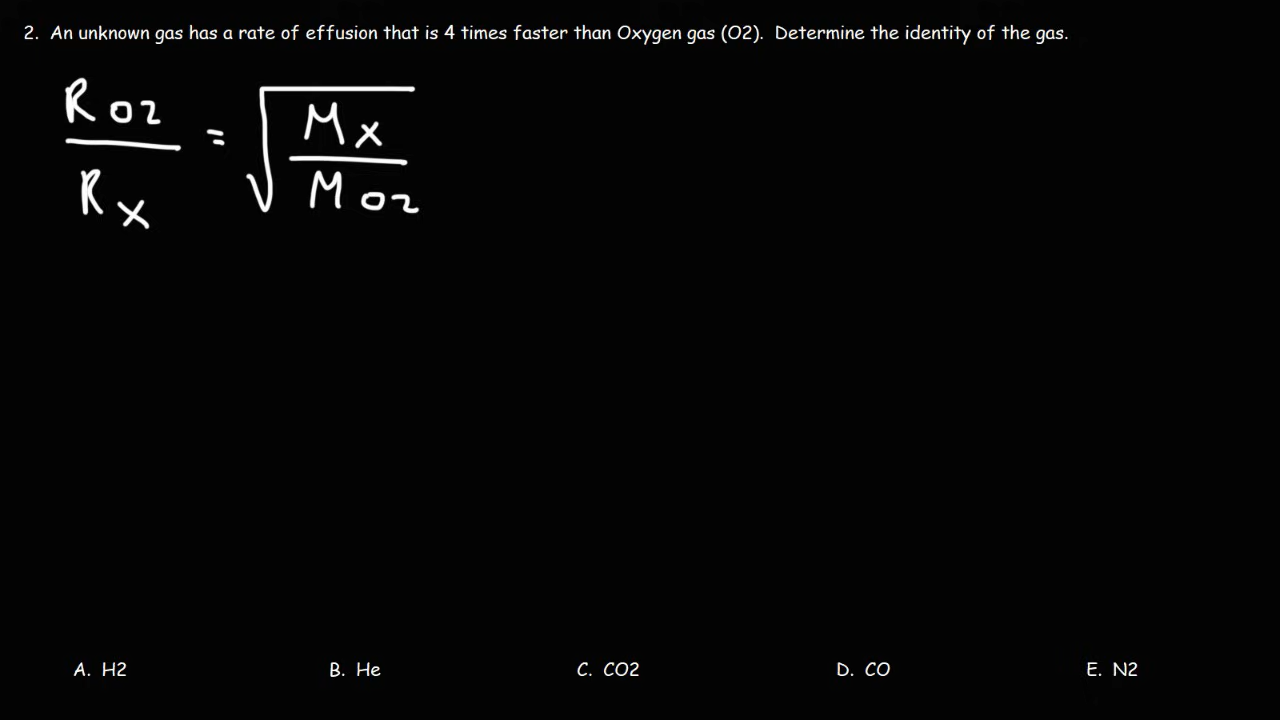 2. An unknown gas has a rate of effusion that is 4 times faster than Oxygen gas (O2). Determine the identity of the gas.
R O2 / R X = √ M X / M O2
A. H2 B. He C. CO2 D. CO E. N2